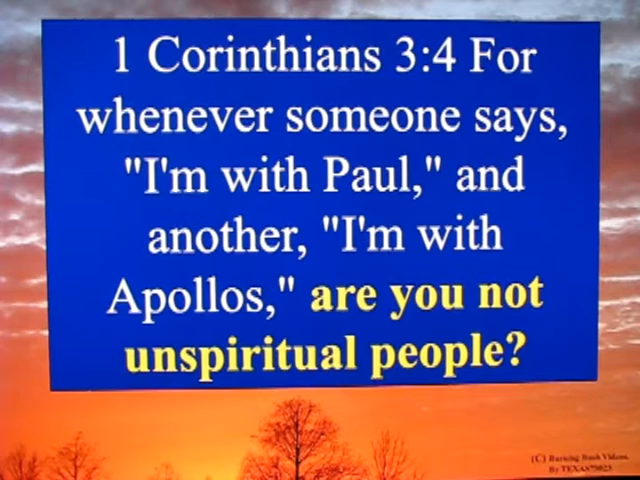 1 Corinthians 3:4 For
whenever someone says,
"I'm with Paul," and
another, "I'm with
Apollos," are you not
unspiritual people?
(C) Burning Bush Videos.
By TEXAS79023